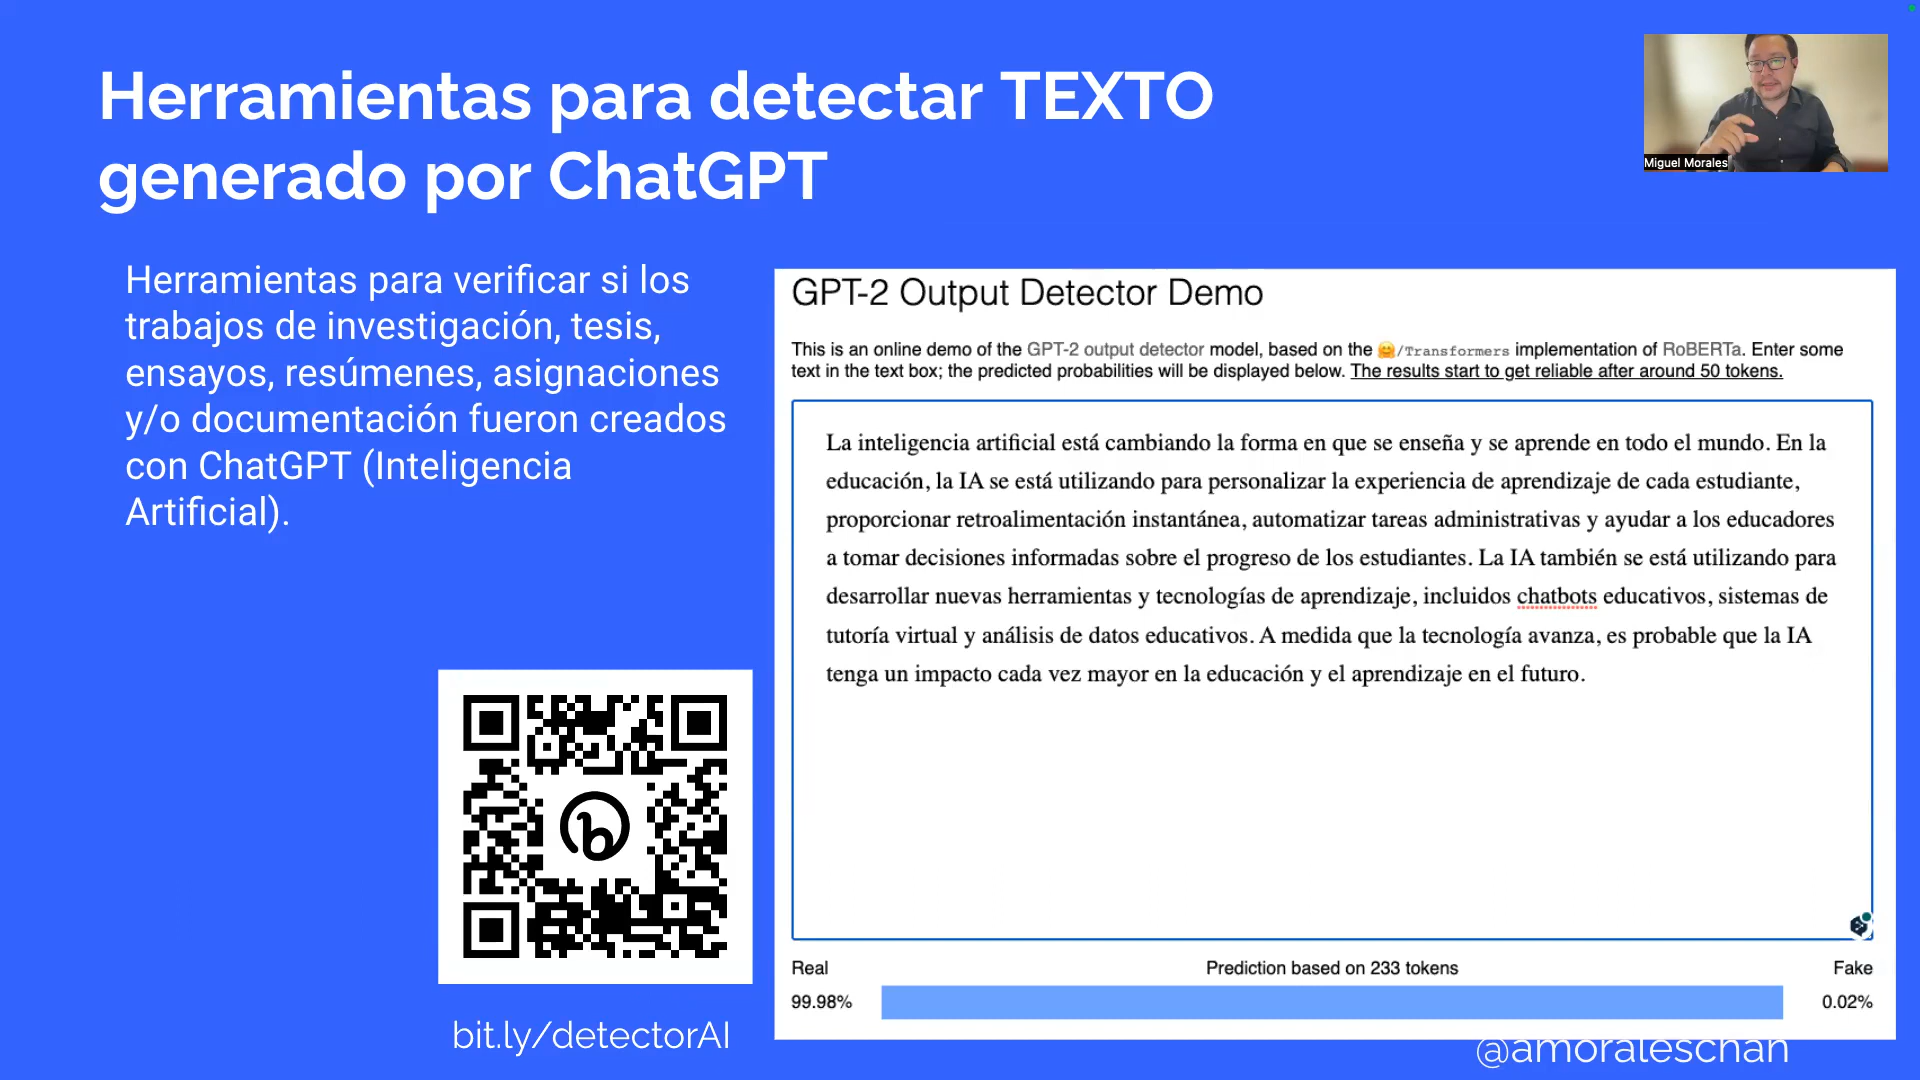 Herramientas para detectar TEXTO
generado por ChatGPT
Miguel Morales
Herramientas para verificar si los
trabajos de investigación, tesis,
ensayos, resúmenes, asignaciones
y/o documentación fueron creados
con ChatGPT (Inteligencia
Artificial).
GPT-2 Output Detector Demo
This is an online demo of the GPT-2 output detector model, based on the 🤗/Transformers implementation of RoBERTa. Enter some
text in the text box; the predicted probabilities will be displayed below. The results start to get reliable after around 50 tokens.
La inteligencia artificial está cambiando la forma en que se enseña y se aprende en todo el mundo. En la
educación, la IA se está utilizando para personalizar la experiencia de aprendizaje de cada estudiante,
proporcionar retroalimentación instantánea, automatizar tareas administrativas y ayudar a los educadores
a tomar decisiones informadas sobre el progreso de los estudiantes. La IA también se está utilizando para
desarrollar nuevas herramientas y tecnologías de aprendizaje, incluidos chatbots educativos, sistemas de
tutoría virtual y análisis de datos educativos. A medida que la tecnología avanza, es probable que la IA
tenga un impacto cada vez mayor en la educación y el aprendizaje en el futuro.
Real
Prediction based on 233 tokens
Fake
99.98%
0.02%
bit.ly/detectorAI
@amoraleschan